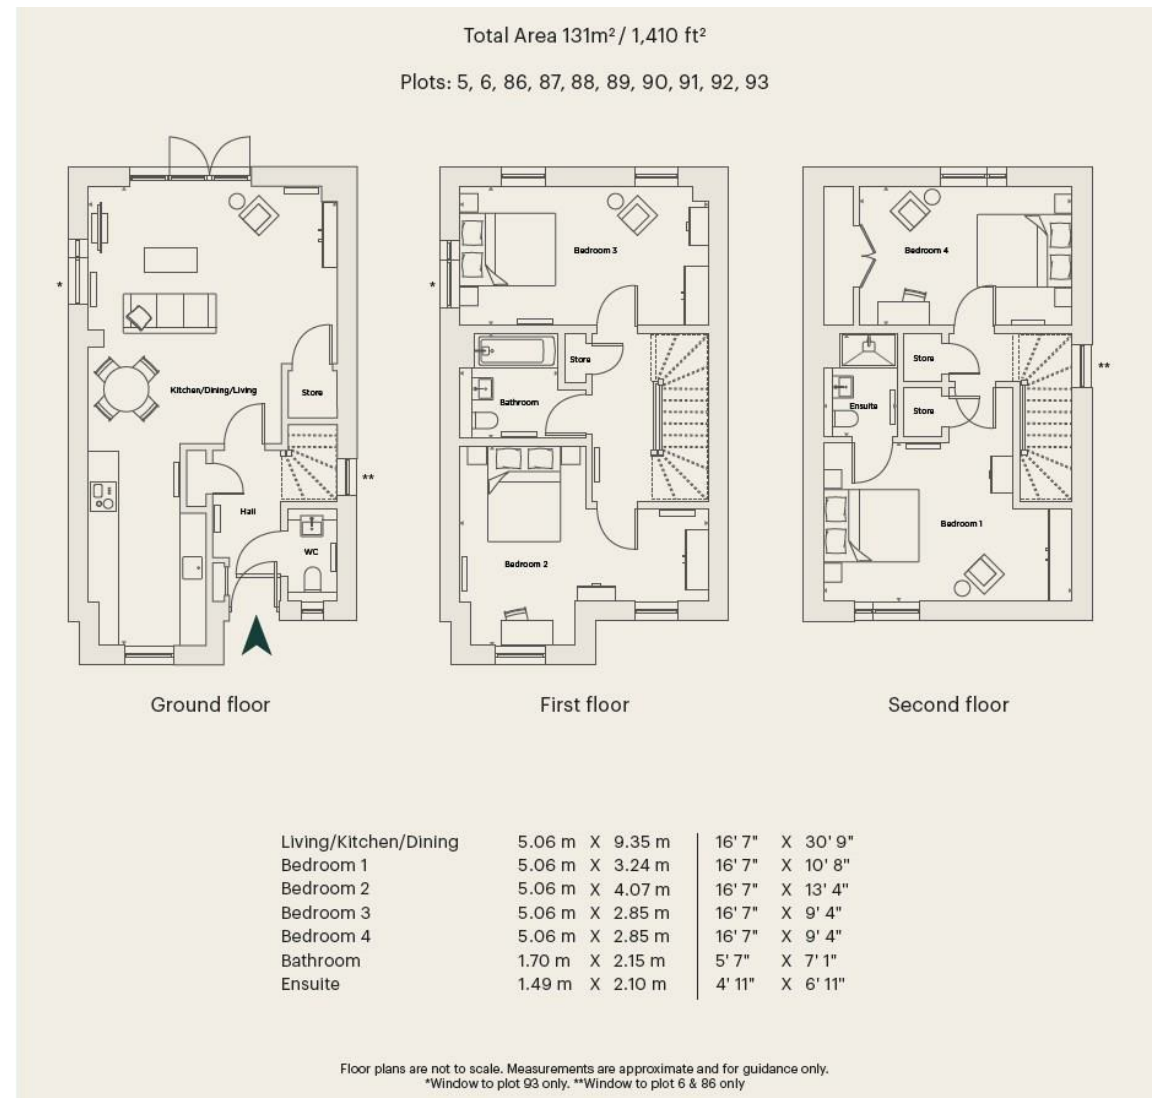 Total Area 131m² / 1,410 ft²
Plots: 5, 6, 86, 87, 88, 89, 90, 91, 92, 93
*
Kitchen/Dining/Living
Store
**
Hall
WC
Ground floor
*
Bedroom 3
Store
Bathroom
Bedroom 2
First floor
Bedroom 4
Store
**
Ensuite
Store
Bedroom 1
Second floor
Living/Kitchen/Dining 5.06 m X 9.35 m 16' 7" X 30' 9"
Bedroom 1 5.06 m X 3.24 m 16' 7" X 10' 8"
Bedroom 2 5.06 m X 4.07 m 16' 7" X 13' 4"
Bedroom 3 5.06 m X 2.85 m 16' 7" X 9' 4"
Bedroom 4 5.06 m X 2.85 m 16' 7" X 9' 4"
Bathroom 1.70 m X 2.15 m 5' 7" X 7' 1"
Ensuite 1.49 m X 2.10 m 4' 11" X 6' 11"
Floor plans are not to scale. Measurements are approximate and for guidance only.
*Window to plot 93 only. **Window to plot 6 & 86 only